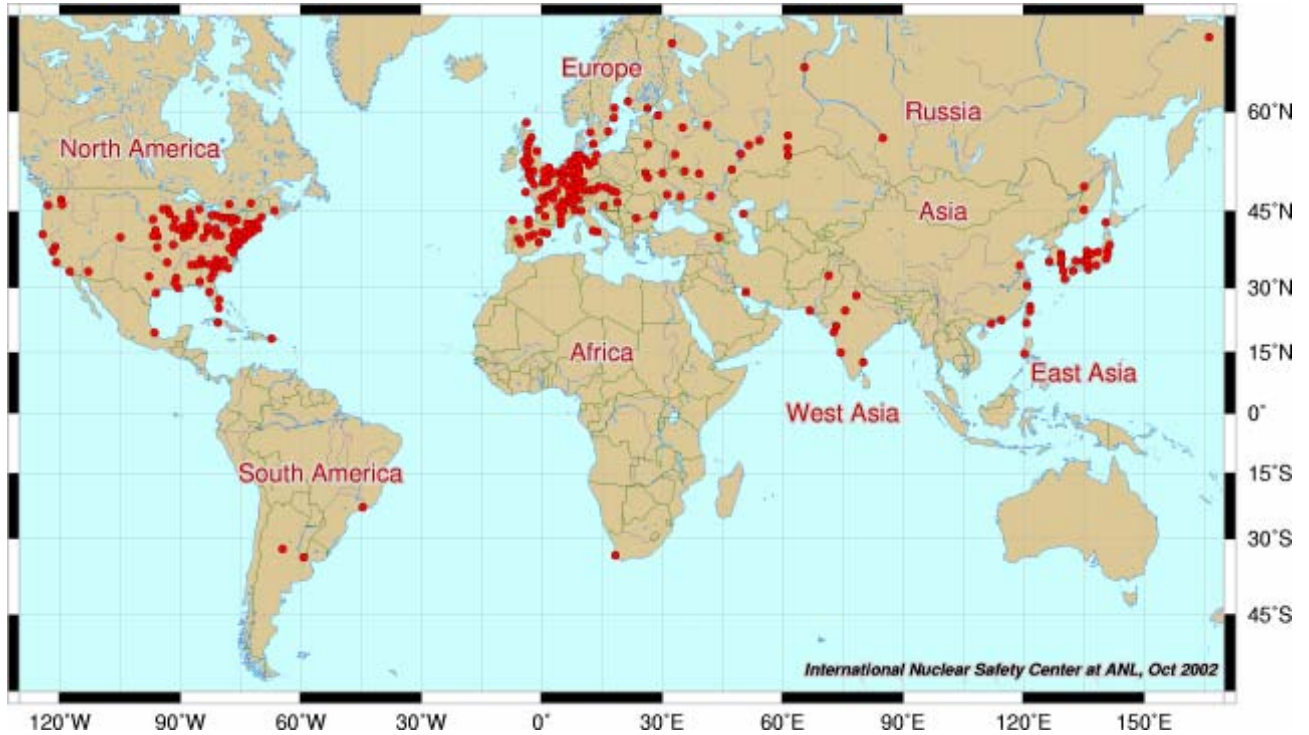 Europe
60°N
Russia
North America
Asia
45°N
30°N
Africa
15°N
East Asia
West Asia
0°
South America
15°S
30°S
45°S
International Nuclear Safety Center at ANL, Oct 2002
120°W 90°W 60°W 30°W 0° 30°E 60°E 90°E 120°E 150°E